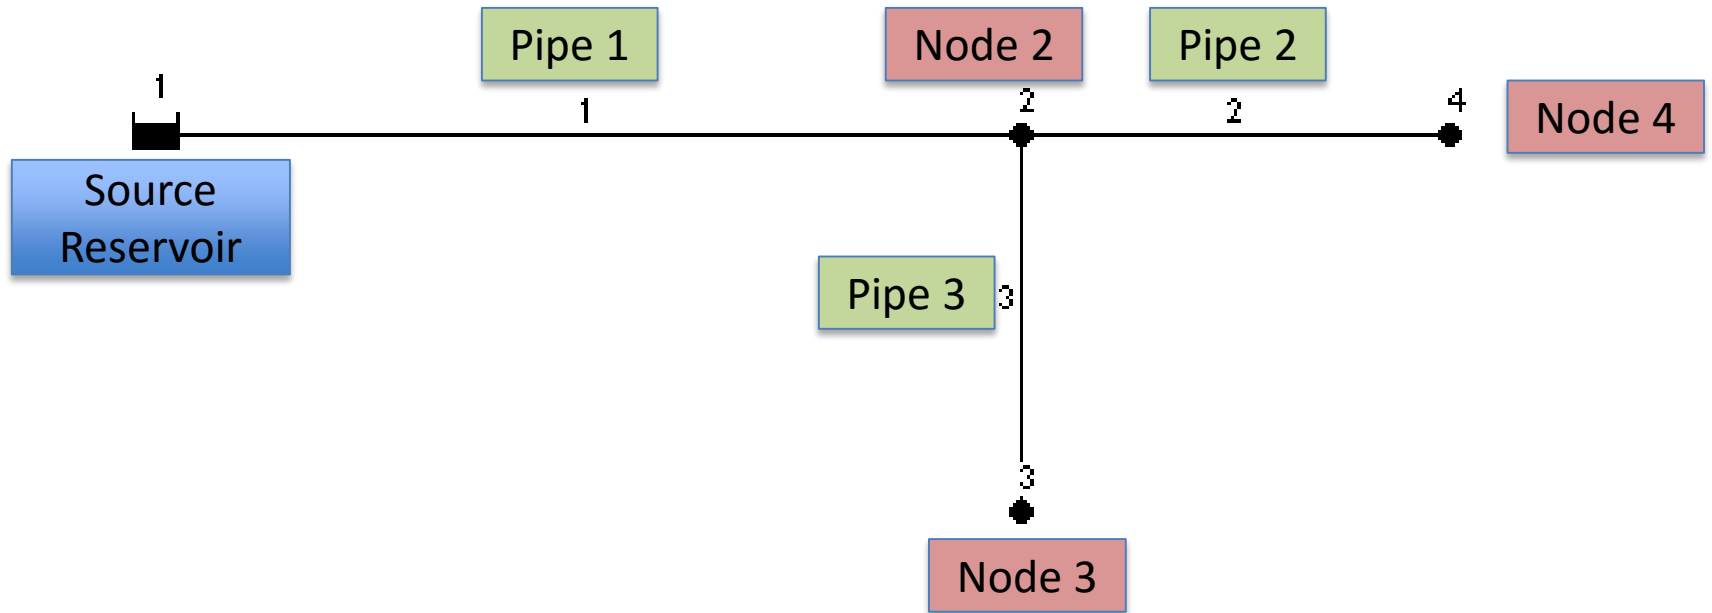 Pipe 1
Node 2
Pipe 2
1
1
2
2
4
Node 4
Source
Reservoir
Pipe 3
3
3
Node 3